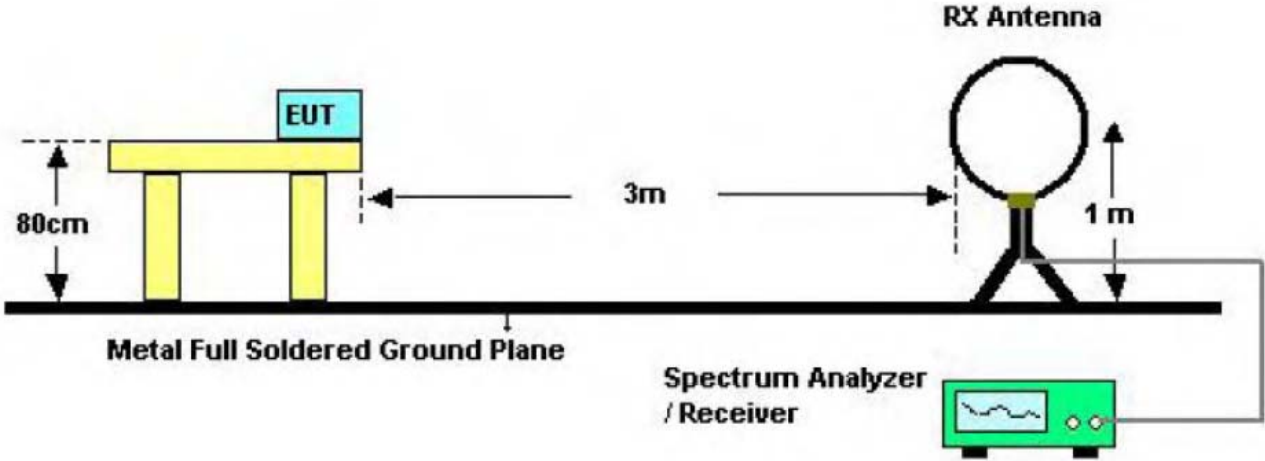 RX Antenna
EUT
80cm
3m
1 m
Metal Full Soldered Ground Plane
Spectrum Analyzer
/ Receiver